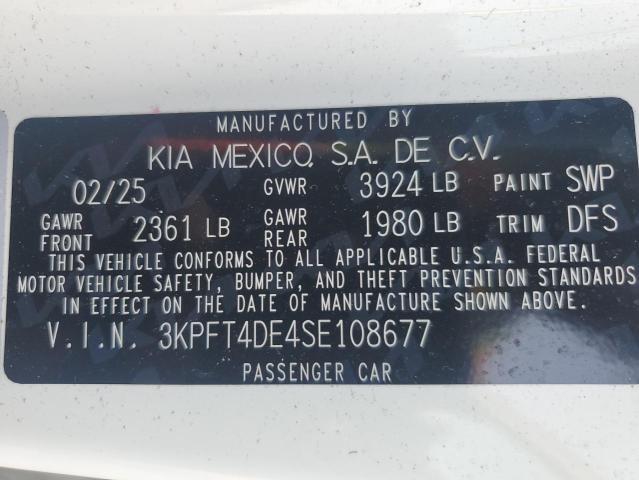 MANUFACTURED BY
KIA MEXICO, S.A. DE C.V.
02/25 GVWR 3924 LB PAINT SWP
GAWR FRONT 2361 LB GAWR REAR 1980 LB TRIM DFS
THIS VEHICLE CONFORMS TO ALL APPLICABLE U.S.A. FEDERAL
MOTOR VEHICLE SAFETY, BUMPER, AND THEFT PREVENTION STANDARDS
IN EFFECT ON THE DATE OF MANUFACTURE SHOWN ABOVE.
V.I.N. 3KPFT4DE4SE108677
PASSENGER CAR